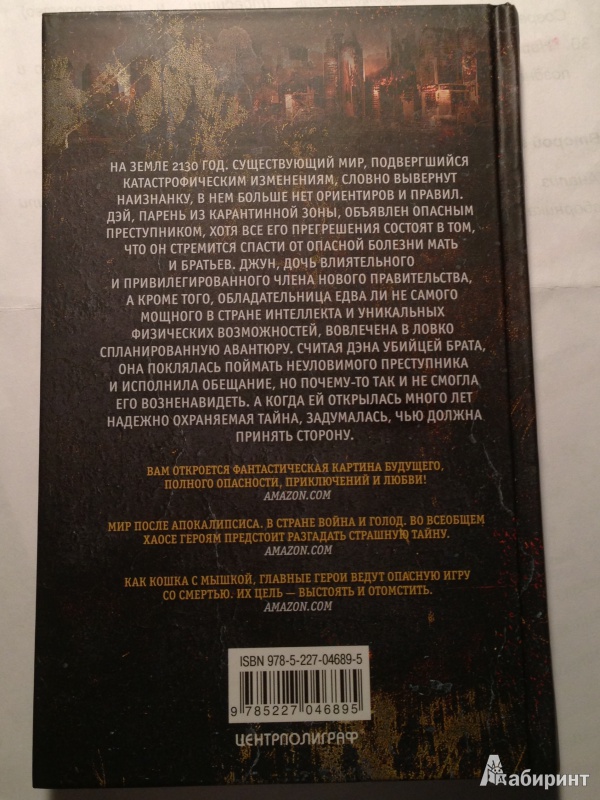 НА ЗЕМЛЕ 2130 ГОД. СУЩЕСТВУЮЩИЙ МИР, ПОДВЕРГШИЙСЯ
КАТАСТРОФИЧЕСКИМ ИЗМЕНЕНИЯМ, СЛОВНО ВЫВЕРНУТ
НАИЗНАНКУ, В НЕМ БОЛЬШЕ НЕТ ОРИЕНТИРОВ И ПРАВИЛ.
ДЭЙ, ПАРЕНЬ ИЗ КАРАНТИННОЙ ЗОНЫ, ОБЪЯВЛЕН ОПАСНЫМ
ПРЕСТУПНИКОМ, ХОТЯ ВСЕ ЕГО ПРЕГРЕШЕНИЯ СОСТОЯТ В ТОМ,
ЧТО ОН СТРЕМИТСЯ СПАСТИ ОТ ОПАСНОЙ БОЛЕЗНИ МАТЬ
И БРАТЬЕВ. ДЖУН, ДОЧЬ ВЛИЯТЕЛЬНОГО
И ПРИВИЛЕГИРОВАННОГО ЧЛЕНА НОВОГО ПРАВИТЕЛЬСТВА,
А КРОМЕ ТОГО, ОБЛАДАТЕЛЬНИЦА ЕДВА ЛИ НЕ САМОГО
МОЩНОГО В СТРАНЕ ИНТЕЛЛЕКТА И УНИКАЛЬНЫХ
ФИЗИЧЕСКИХ ВОЗМОЖНОСТЕЙ, ВОВЛЕЧЕНА В ЛОВКО
СПЛАНИРОВАННУЮ АВАНТЮРУ. СЧИТАЯ ДЭНА УБИЙЦЕЙ БРАТА,
ОНА ПОКЛЯЛАСЬ ПОЙМАТЬ НЕУЛОВИМОГО ПРЕСТУПНИКА
И ИСПОЛНИЛА ОБЕЩАНИЕ, НО ПОЧЕМУ-ТО ТАК И НЕ СМОГЛА
ЕГО ВОЗНЕНАВИДЕТЬ. А КОГДА ЕЙ ОТКРЫЛАСЬ МНОГО ЛЕТ
НАДЕЖНО ОХРАНЯЕМАЯ ТАЙНА, ЗАДУМАЛАСЬ, ЧЬЮ ДОЛЖНА
ПРИНЯТЬ СТОРОНУ.
ВАМ ОТКРОЕТСЯ ФАНТАСТИЧЕСКАЯ КАРТИНА БУДУЩЕГО,
ПОЛНОГО ОПАСНОСТИ, ПРИКЛЮЧЕНИЙ И ЛЮБВИ!
AMAZON.COM
МИР ПОСЛЕ АПОКАЛИПСИСА. В СТРАНЕ ВОЙНА И ГОЛОД. ВО ВСЕОБЩЕМ
ХАОСЕ ГЕРОЯМ ПРЕДСТОИТ РАЗГАДАТЬ СТРАШНУЮ ТАЙНУ.
AMAZON.COM
КАК КОШКА С МЫШКОЙ, ГЛАВНЫЕ ГЕРОИ ВЕДУТ ОПАСНУЮ ИГРУ
СО СМЕРТЬЮ. ИХ ЦЕЛЬ — ВЫСТОЯТЬ И ОТОМСТИТЬ.
AMAZON.COM
ISBN 978-5-227-04689-5
9 785227 046895
ЦЕНТРПОЛИГРАФ
Лабиринт